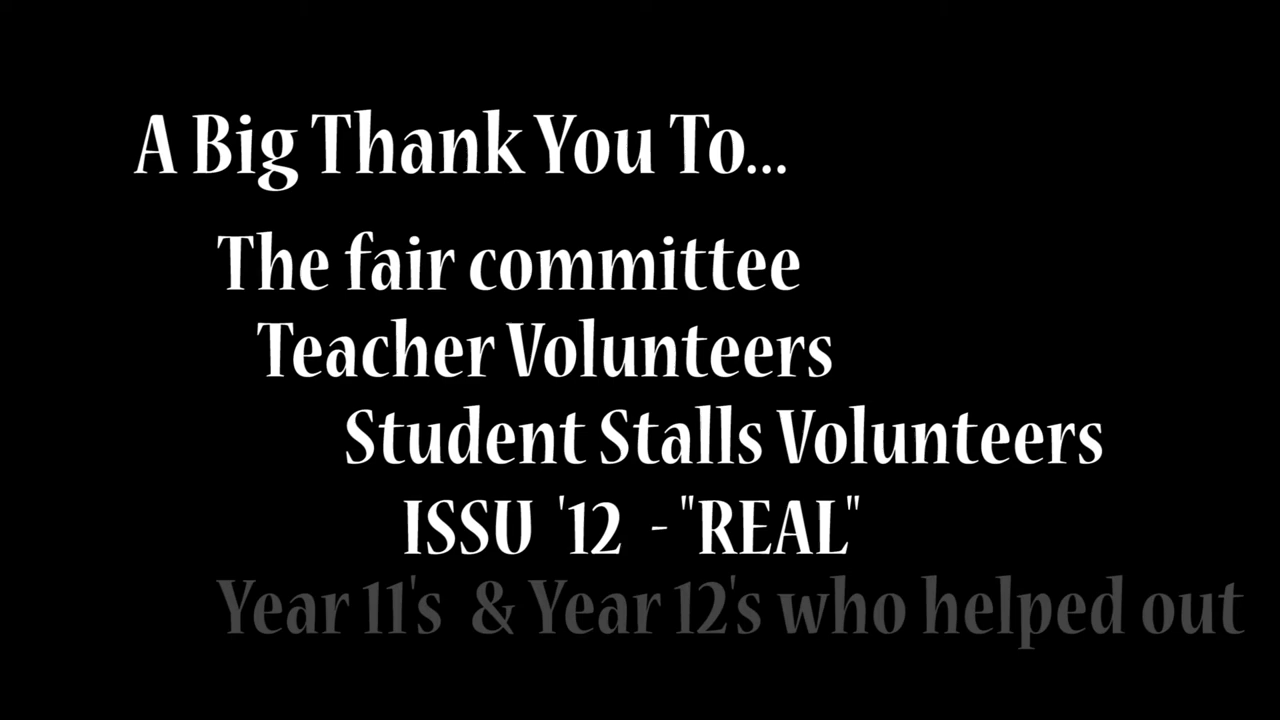 A Big Thank You To...
The fair committee
Teacher Volunteers
Student Stalls Volunteers
ISSU '12 - "REAL"
Year 11's & Year 12's who helped out